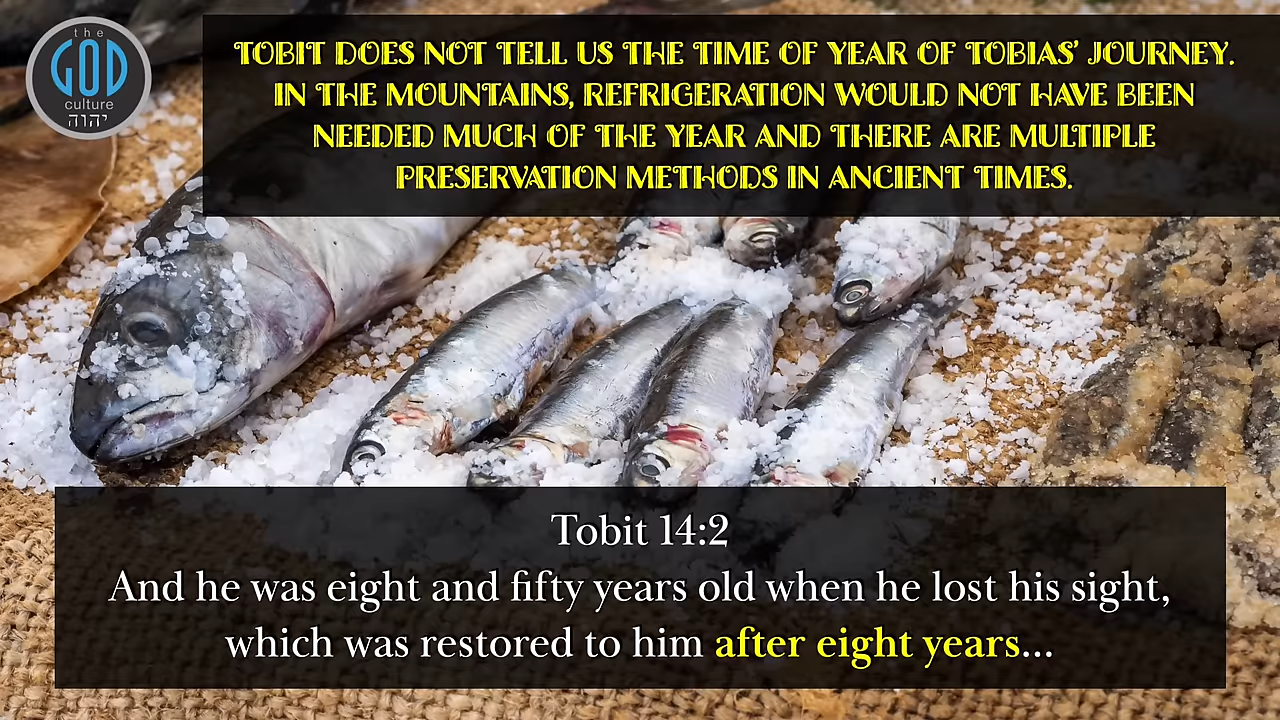 the
GOD
culture
יהוה
TOBIT DOES NOT TELL US THE TIME OF YEAR OF TOBIAS' JOURNEY.
IN THE MOUNTAINS, REFRIGERATION WOULD NOT HAVE BEEN
NEEDED MUCH OF THE YEAR AND THERE ARE MULTIPLE
PRESERVATION METHODS IN ANCIENT TIMES.
Tobit 14:2
And he was eight and fifty years old when he lost his sight,
which was restored to him after eight years...